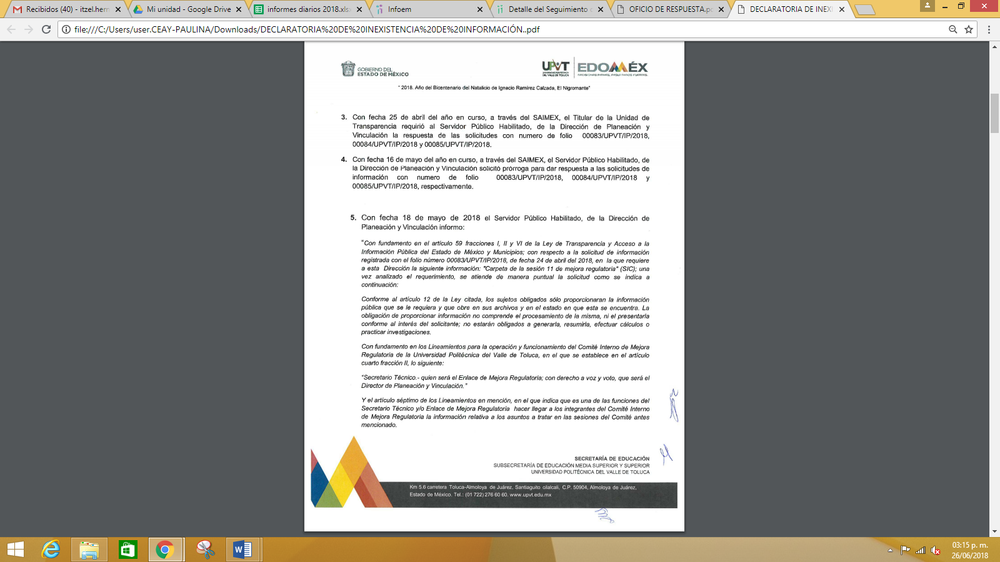 Recibidos (40) - itzel.hern
Mi unidad - Google Drive
informes diarios 2018.xls
Infoem
Detalle del Seguimiento
OFICIO DE RESPUESTA.p
DECLARATORIA DE INEX
file:///C:/Users/user.CEAY-PAULINA/Downloads/DECLARATORIA%20DE%20INEXISTENCIA%20DE%20INFORMACIÓN..pdf
GOBIERNO DEL
ESTADO DE MÉXICO
UPVT
UNIVERSIDAD POLITÉCNICA
DEL VALLE DE TOLUCA
EDOMÉX
DECISIONES FIRMES, RESULTADOS FUERTES.
" 2018. Año del Bicentenario del Natalicio de Ignacio Ramírez Calzada, El Nigromante"
3. Con fecha 25 de abril del año en curso, a través del SAIMEX, el Titular de la Unidad de
Transparencia requirió al Servidor Público Habilitado, de la Dirección de Planeación y
Vinculación la respuesta de las solicitudes con numero de folio 00083/UPVT/IP/2018,
00084/UPVT/IP/2018 y 00085/UPVT/IP/2018.
4. Con fecha 16 de mayo del año en curso, a través del SAIMEX, el Servidor Público Habilitado, de
la Dirección de Planeación y Vinculación solicitó prórroga para dar respuesta a las solicitudes de
información con numero de folio 00083/UPVT/IP/2018, 00084/UPVT/IP/2018 y
00085/UPVT/IP/2018, respectivamente.
5. Con fecha 18 de mayo de 2018 el Servidor Público Habilitado, de la Dirección de
Planeación y Vinculación informo:
"Con fundamento en el artículo 59 fracciones I, II y VI de la Ley de Transparencia y Acceso a la
Información Pública del Estado de México y Municipios; con respecto a la solicitud de información
registrada con el folio número 00083/UPVT/IP/2018, de fecha 24 de abril del 2018, en la que requiere
a esta Dirección la siguiente información: "Carpeta de la sesión 11 de mejora regulatoria" (SIC); una
vez analizado el requerimiento, se atiende de manera puntual la solicitud como se indica a
continuación:
Conforme al artículo 12 de la Ley citada, los sujetos obligados sólo proporcionaran la información
pública que se le requiera y que obre en sus archivos y en el estado en que esta se encuentra. La
obligación de proporcionar información no comprende el procesamiento de la misma, ni el presentarla
conforme al interés del solicitante; no estarán obligados a generarla, resumirla, efectuar cálculos o
practicar investigaciones.
Con fundamento en los Lineamientos para la operación y funcionamiento del Comité Interno de Mejora
Regulatoria de la Universidad Politécnica del Valle de Toluca, en el que se establece en el artículo
cuarto fracción II, lo siguiente:
"Secretario Técnico.- quien será el Enlace de Mejora Regulatoria; con derecho a voz y voto, que será el
Director de Planeación y Vinculación."
Y el artículo séptimo de los Lineamientos en mención, en el que indica que es una de las funciones del
Secretario Técnico y/o Enlace de Mejora Regulatoria hacer llegar a los integrantes del Comité Interno
de Mejora Regulatoria la información relativa a los asuntos a tratar en las sesiones del Comité antes
mencionado.
SECRETARÍA DE EDUCACIÓN
SUBSECRETARÍA DE EDUCACIÓN MEDIA SUPERIOR Y SUPERIOR
UNIVERSIDAD POLITÉCNICA DEL VALLE DE TOLUCA
Km 5.6 carretera Toluca-Almoloya de Juárez, Santiaguito cilalcali, C.P. 50904, Almoloya de Juárez,
Estado de México. Tel.: (01 722) 276 60 60. www.upvt.edu.mx
03:15 p. m.
26/06/2018